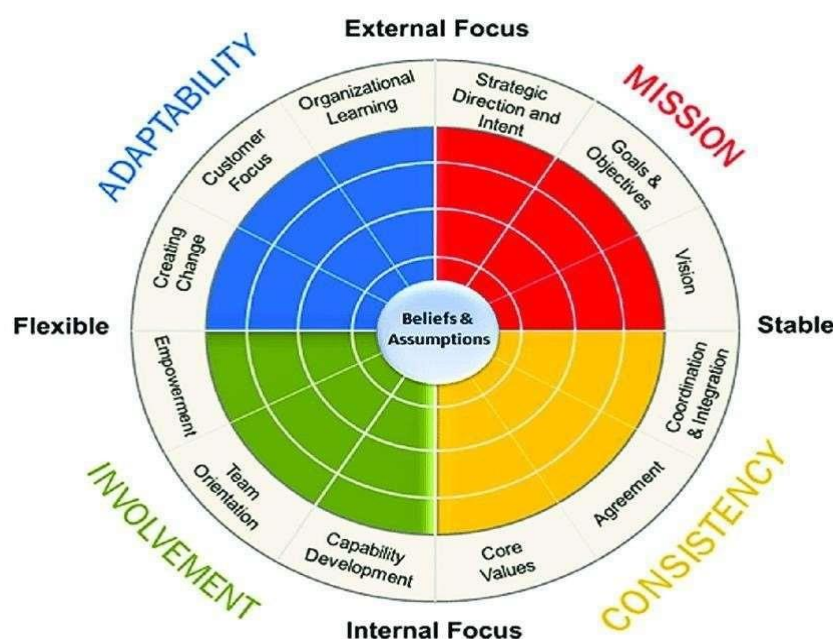 External Focus
ADAPTABILITY
MISSION
Organizational
Learning
Strategic
Direction and
Intent
Customer
Focus
Goals &
Objectives
Creating
Change
Vision
Flexible
Beliefs &
Assumptions
Stable
Empowerment
Coordination
& Integration
Team
Orientation
Agreement
Capability
Development
Core
Values
INVOLVEMENT
CONSISTENCY
Internal Focus